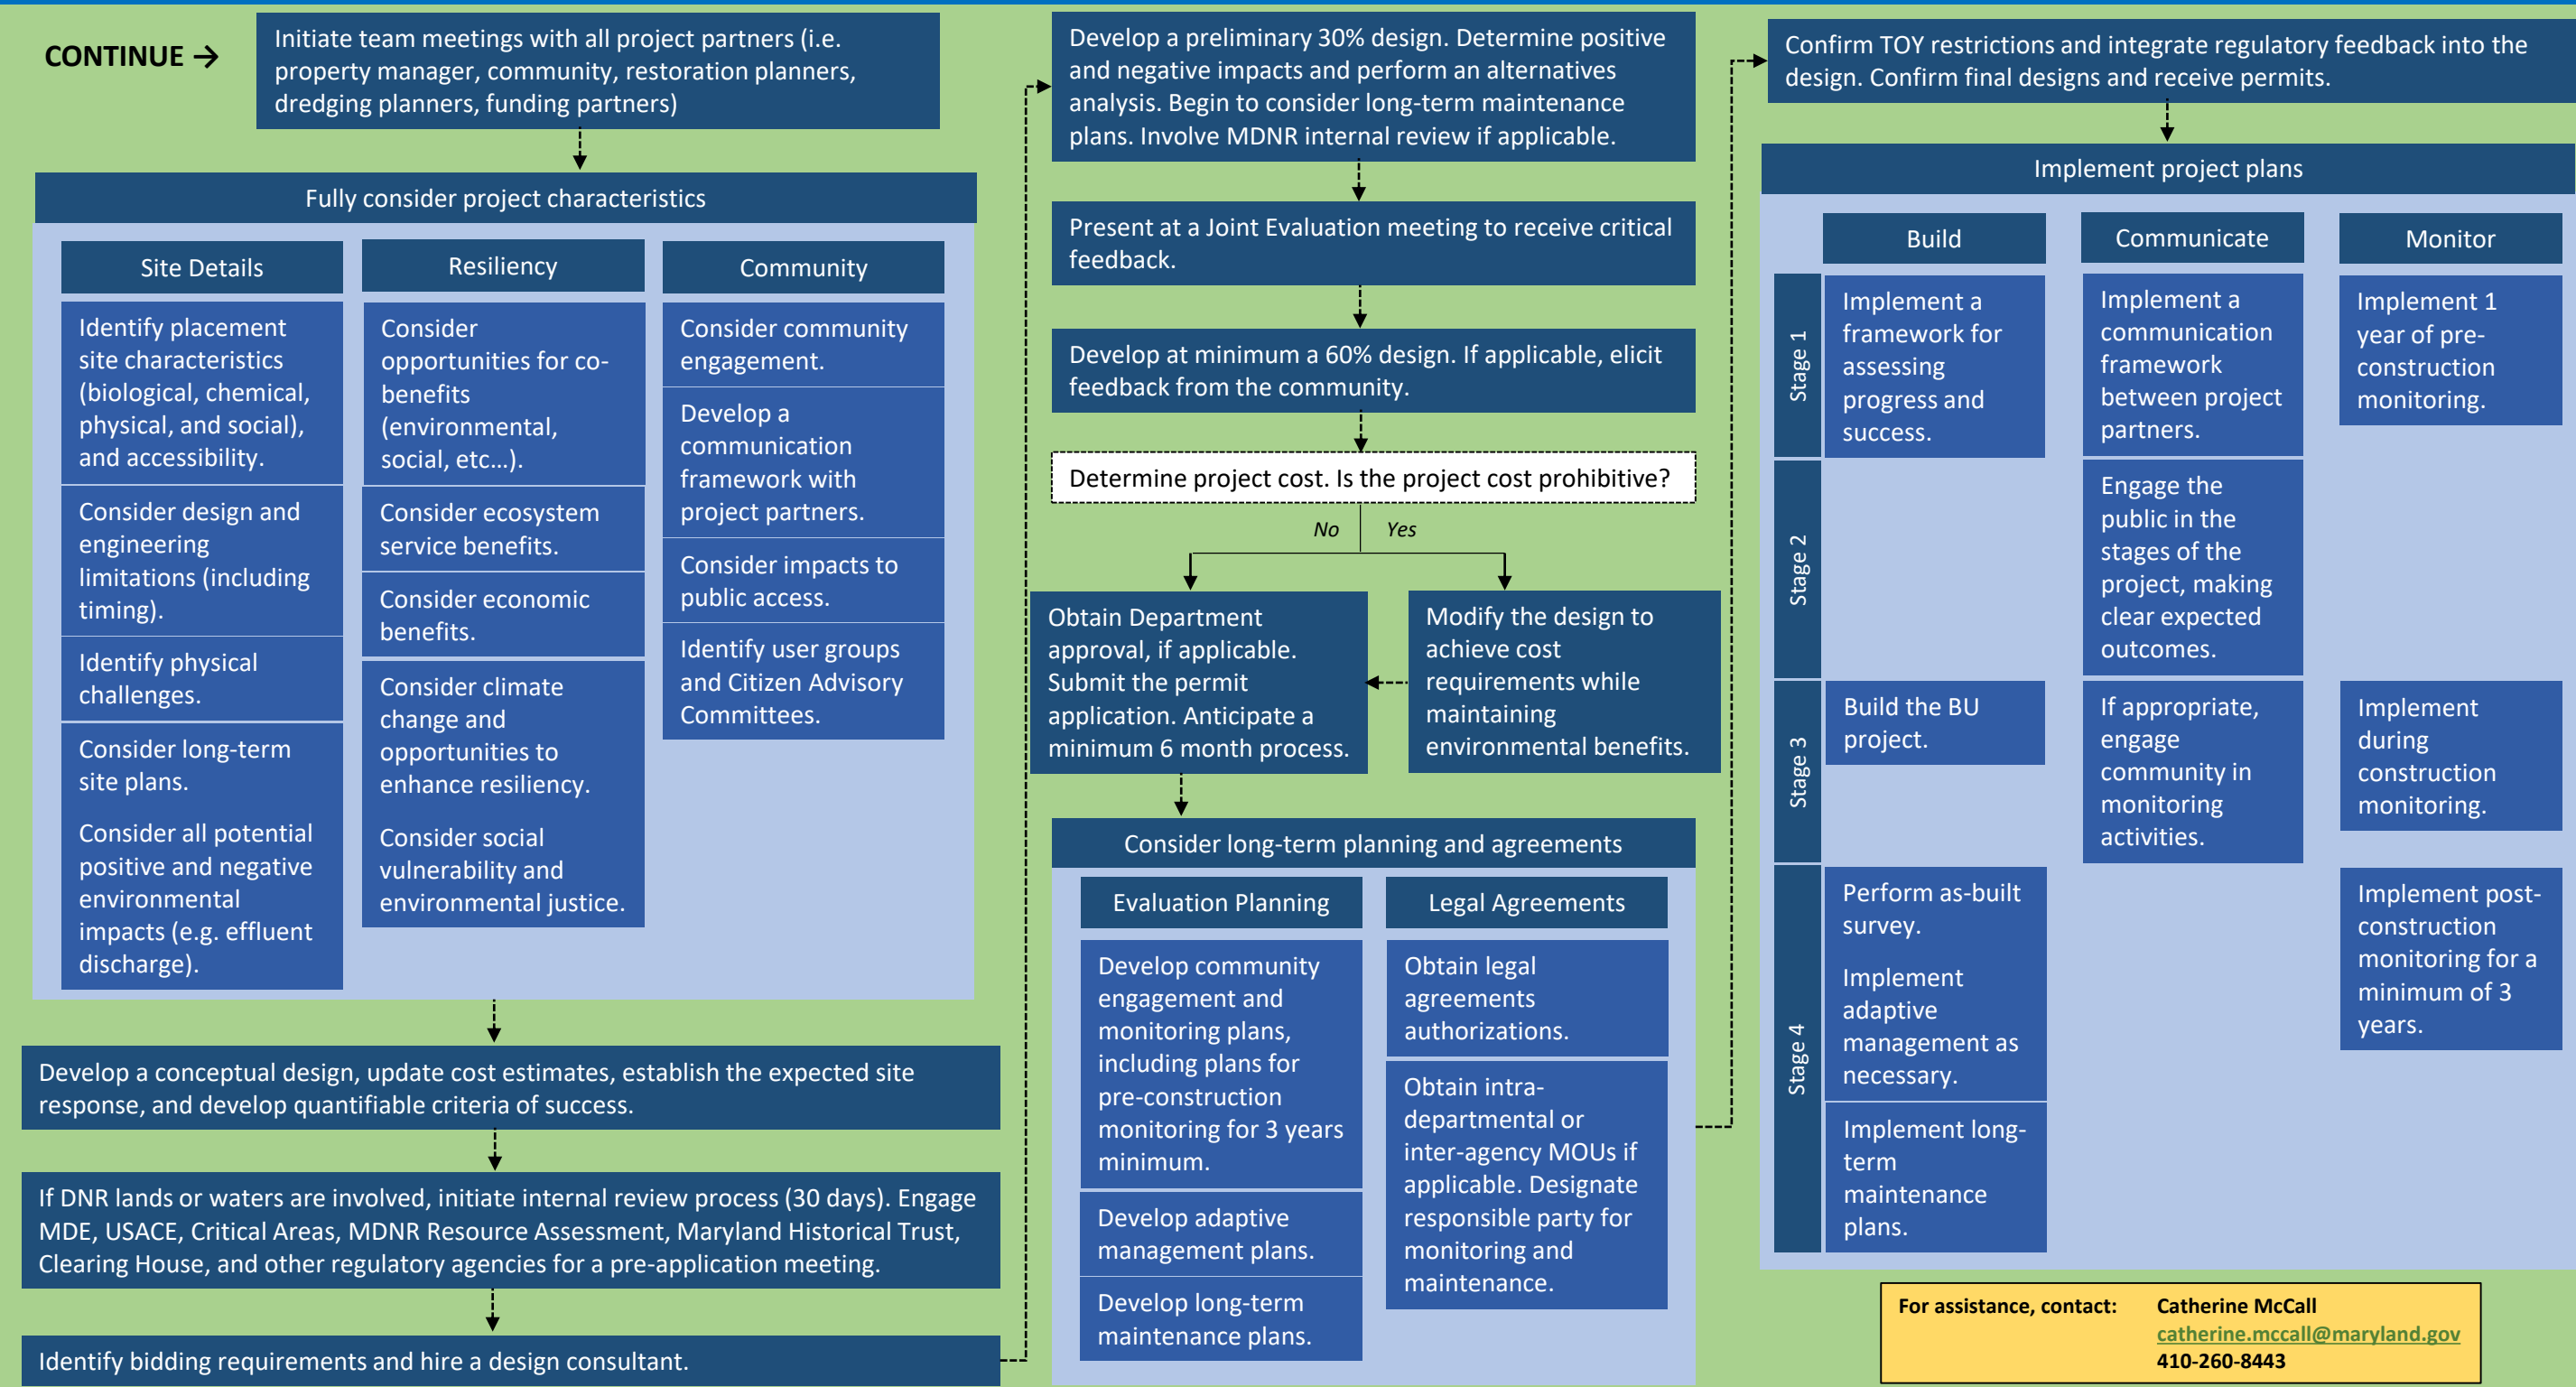 CONTINUE →
Initiate team meetings with all project partners (i.e.
property manager, community, restoration planners,
dredging planners, funding partners)
Fully consider project characteristics
Site Details
Identify placement
site characteristics
(biological, chemical,
physical, and social),
and accessibility.
Consider design and
engineering
limitations (including
timing).
Identify physical
challenges.
Consider long-term
site plans.
Consider all potential
positive and negative
environmental
impacts (e.g. effluent
discharge).
Resiliency
Consider
opportunities for co-
benefits
(environmental,
social, etc…).
Consider ecosystem
service benefits.
Consider economic
benefits.
Consider climate
change and
opportunities to
enhance resiliency.
Consider social
vulnerability and
environmental justice.
Community
Consider community
engagement.
Develop a
communication
framework with
project partners.
Consider impacts to
public access.
Identify user groups
and Citizen Advisory
Committees.
Develop a conceptual design, update cost estimates, establish the expected site
response, and develop quantifiable criteria of success.
If DNR lands or waters are involved, initiate internal review process (30 days). Engage
MDE, USACE, Critical Areas, MDNR Resource Assessment, Maryland Historical Trust,
Clearing House, and other regulatory agencies for a pre-application meeting.
Identify bidding requirements and hire a design consultant.
Develop a preliminary 30% design. Determine positive
and negative impacts and perform an alternatives
analysis. Begin to consider long-term maintenance
plans. Involve MDNR internal review if applicable.
Present at a Joint Evaluation meeting to receive critical
feedback.
Develop at minimum a 60% design. If applicable, elicit
feedback from the community.
Determine project cost. Is the project cost prohibitive?
No
Yes
Obtain Department
approval, if applicable.
Submit the permit
application. Anticipate a
minimum 6 month process.
Modify the design to
achieve cost
requirements while
maintaining
environmental benefits.
Consider long-term planning and agreements
Evaluation Planning
Develop community
engagement and
monitoring plans,
including plans for
pre-construction
monitoring for 3 years
minimum.
Develop adaptive
management plans.
Develop long-term
maintenance plans.
Legal Agreements
Obtain legal
agreements
authorizations.
Obtain intra-
departmental or
inter-agency MOUs if
applicable. Designate
responsible party for
monitoring and
maintenance.
Confirm TOY restrictions and integrate regulatory feedback into the
design. Confirm final designs and receive permits.
Implement project plans
Build
Communicate
Monitor
Stage 1
Implement a
framework for
assessing
progress and
success.
Implement a
communication
framework
between project
partners.
Implement 1
year of pre-
construction
monitoring.
Stage 2
Engage the
public in the
stages of the
project, making
clear expected
outcomes.
Stage 3
Build the BU
project.
If appropriate,
engage
community in
monitoring
activities.
Implement
during
construction
monitoring.
Stage 4
Perform as-built
survey.
Implement
adaptive
management as
necessary.
Implement long-
term
maintenance
plans.
Implement post-
construction
monitoring for a
minimum of 3
years.
For assistance, contact: Catherine McCall
catherine.mccall@maryland.gov
410-260-8443